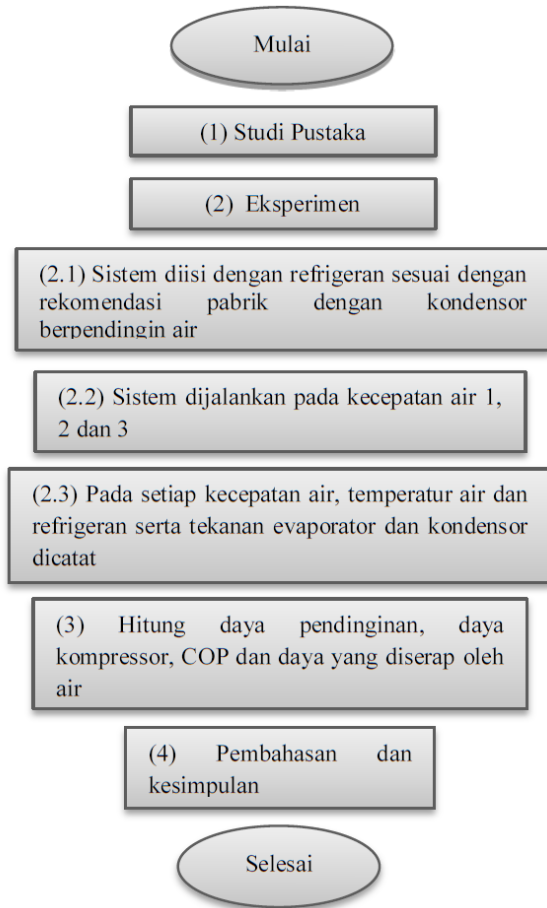 Mulai
(1) Studi Pustaka
(2) Eksperimen
(2.1) Sistem diisi dengan refrigeran sesuai dengan
rekomendasi pabrik dengan kondensor
berpendingin air
(2.2) Sistem dijalankan pada kecepatan air 1,
2 dan 3
(2.3) Pada setiap kecepatan air, temperatur air dan
refrigeran serta tekanan evaporator dan kondensor
dicatat
(3) Hitung daya pendinginan, daya
kompressor, COP dan daya yang diserap oleh
air
(4) Pembahasan dan
kesimpulan
Selesai